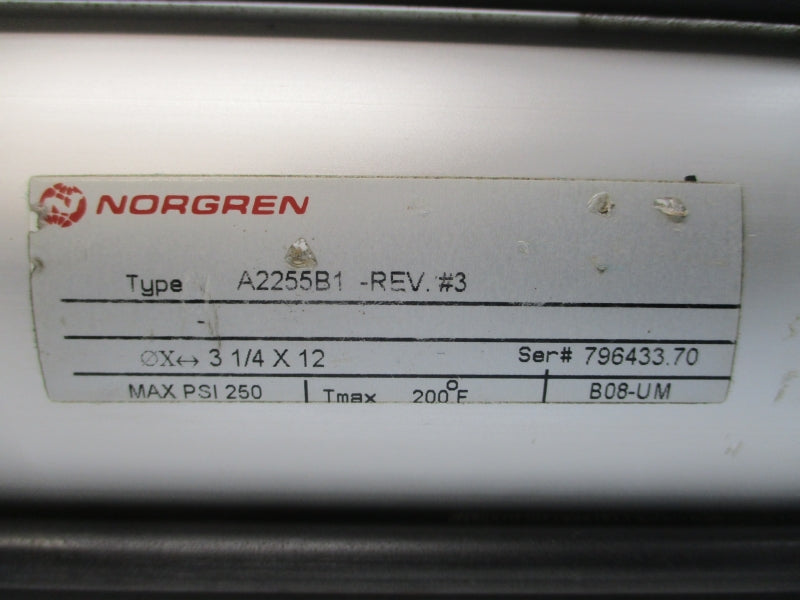 NORGREN
Type A2255B1 -REV. #3
-
∅X↔ 3 1/4 X 12 Ser# 796433.70
MAX PSI 250 Tmax 200°F B08-UM